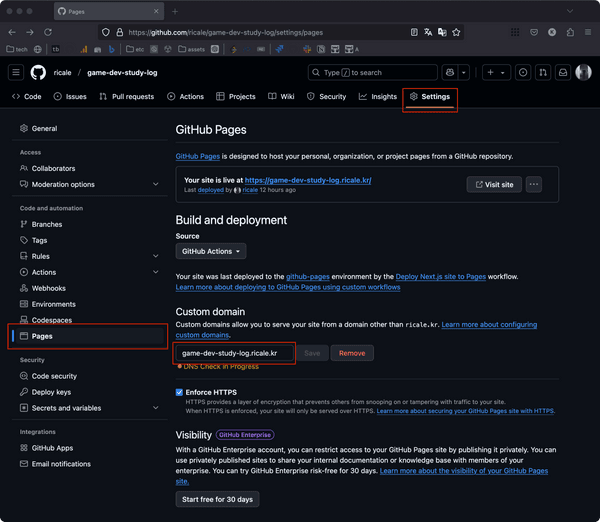 Pages
https://github.com/ricale/game-dev-study-log/settings/pages
tech
etc
assets
A
ricale / game-dev-study-log
Type / to search
Code
Issues
Pull requests
Actions
Projects
Wiki
Security
Insights
Settings
General
Access
Collaborators
Moderation options
Code and automation
Branches
Tags
Rules
Actions
Webhooks
Environments
Codespaces
Pages
Security
Code security
Deploy keys
Secrets and variables
Integrations
GitHub Apps
Email notifications
GitHub Pages
GitHub Pages is designed to host your personal, organization, or project pages from a GitHub repository.
Your site is live at https://game-dev-study-log.ricale.kr/
Last deployed by ricale 12 hours ago
Visit site
Build and deployment
Source
GitHub Actions
Your site was last deployed to the github-pages environment by the Deploy Next.js site to Pages workflow.
Learn more about deploying to GitHub Pages using custom workflows
Custom domain
Custom domains allow you to serve your site from a domain other than ricale.kr. Learn more about configuring
custom domains.
game-dev-study-log.ricale.kr
Save
Remove
DNS Check in Progress
Enforce HTTPS
HTTPS provides a layer of encryption that prevents others from snooping on or tampering with traffic to your site.
When HTTPS is enforced, your site will only be served over HTTPS. Learn more about securing your GitHub Pages site with HTTPS.
Visibility
GitHub Enterprise
With a GitHub Enterprise account, you can restrict access to your GitHub Pages site by publishing it privately. You can
use privately published sites to share your internal documentation or knowledge base with members of your
enterprise. You can try GitHub Enterprise risk-free for 30 days. Learn more about the visibility of your GitHub Pages
site.
Start free for 30 days